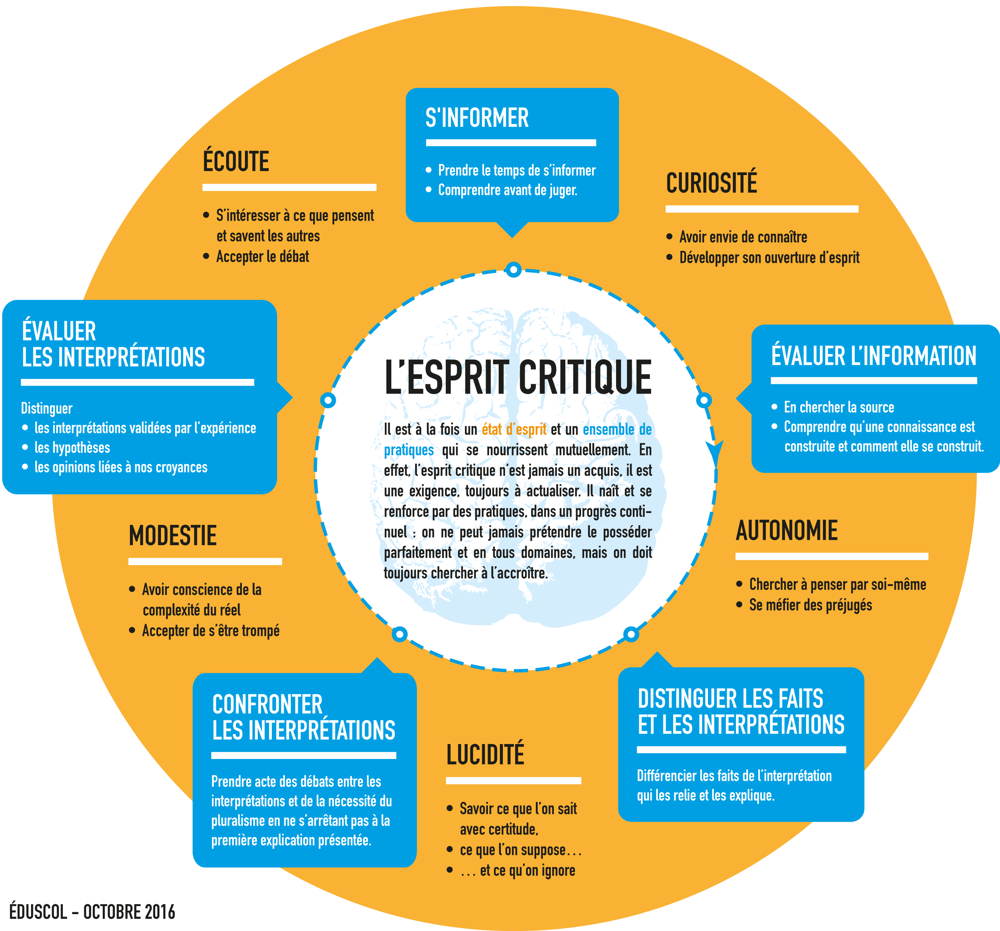 S'INFORMER
• Prendre le temps de s’informer
• Comprendre avant de juger.
ÉCOUTE
• S’intéresser à ce que pensent
et savent les autres
• Accepter le débat
CURIOSITÉ
• Avoir envie de connaître
• Développer son ouverture d’esprit
ÉVALUER
LES INTERPRÉTATIONS
Distinguer
• les interprétations validées par l’expérience
• les hypothèses
• les opinions liées à nos croyances
L’ESPRIT CRITIQUE
Il est à la fois un état d’esprit et un ensemble de
pratiques qui se nourrissent mutuellement. En
effet, l’esprit critique n’est jamais un acquis, il est
une exigence, toujours à actualiser. Il naît et se
renforce par des pratiques, dans un progrès conti-
nuel : on ne peut jamais prétendre le posséder
parfaitement et en tous domaines, mais on doit
toujours chercher à l’accroître.
ÉVALUER L’INFORMATION
• En chercher la source
• Comprendre qu’une connaissance est
construite et comment elle se construit.
MODESTIE
• Avoir conscience de la
complexité du réel
• Accepter de s’être trompé
AUTONOMIE
• Chercher à penser par soi-même
• Se méfier des préjugés
CONFRONTER
LES INTERPRÉTATIONS
Prendre acte des débats entre les
interprétations et de la nécessité du
pluralisme en ne s’arrêtant pas à la
première explication présentée.
LUCIDITÉ
• Savoir ce que l’on sait
avec certitude,
• ce que l’on suppose...
• ... et ce qu’on ignore
DISTINGUER LES FAITS
ET LES INTERPRÉTATIONS
Différencier les faits de l’interprétation
qui les relie et les explique.
ÉDUSCOL - OCTOBRE 2016